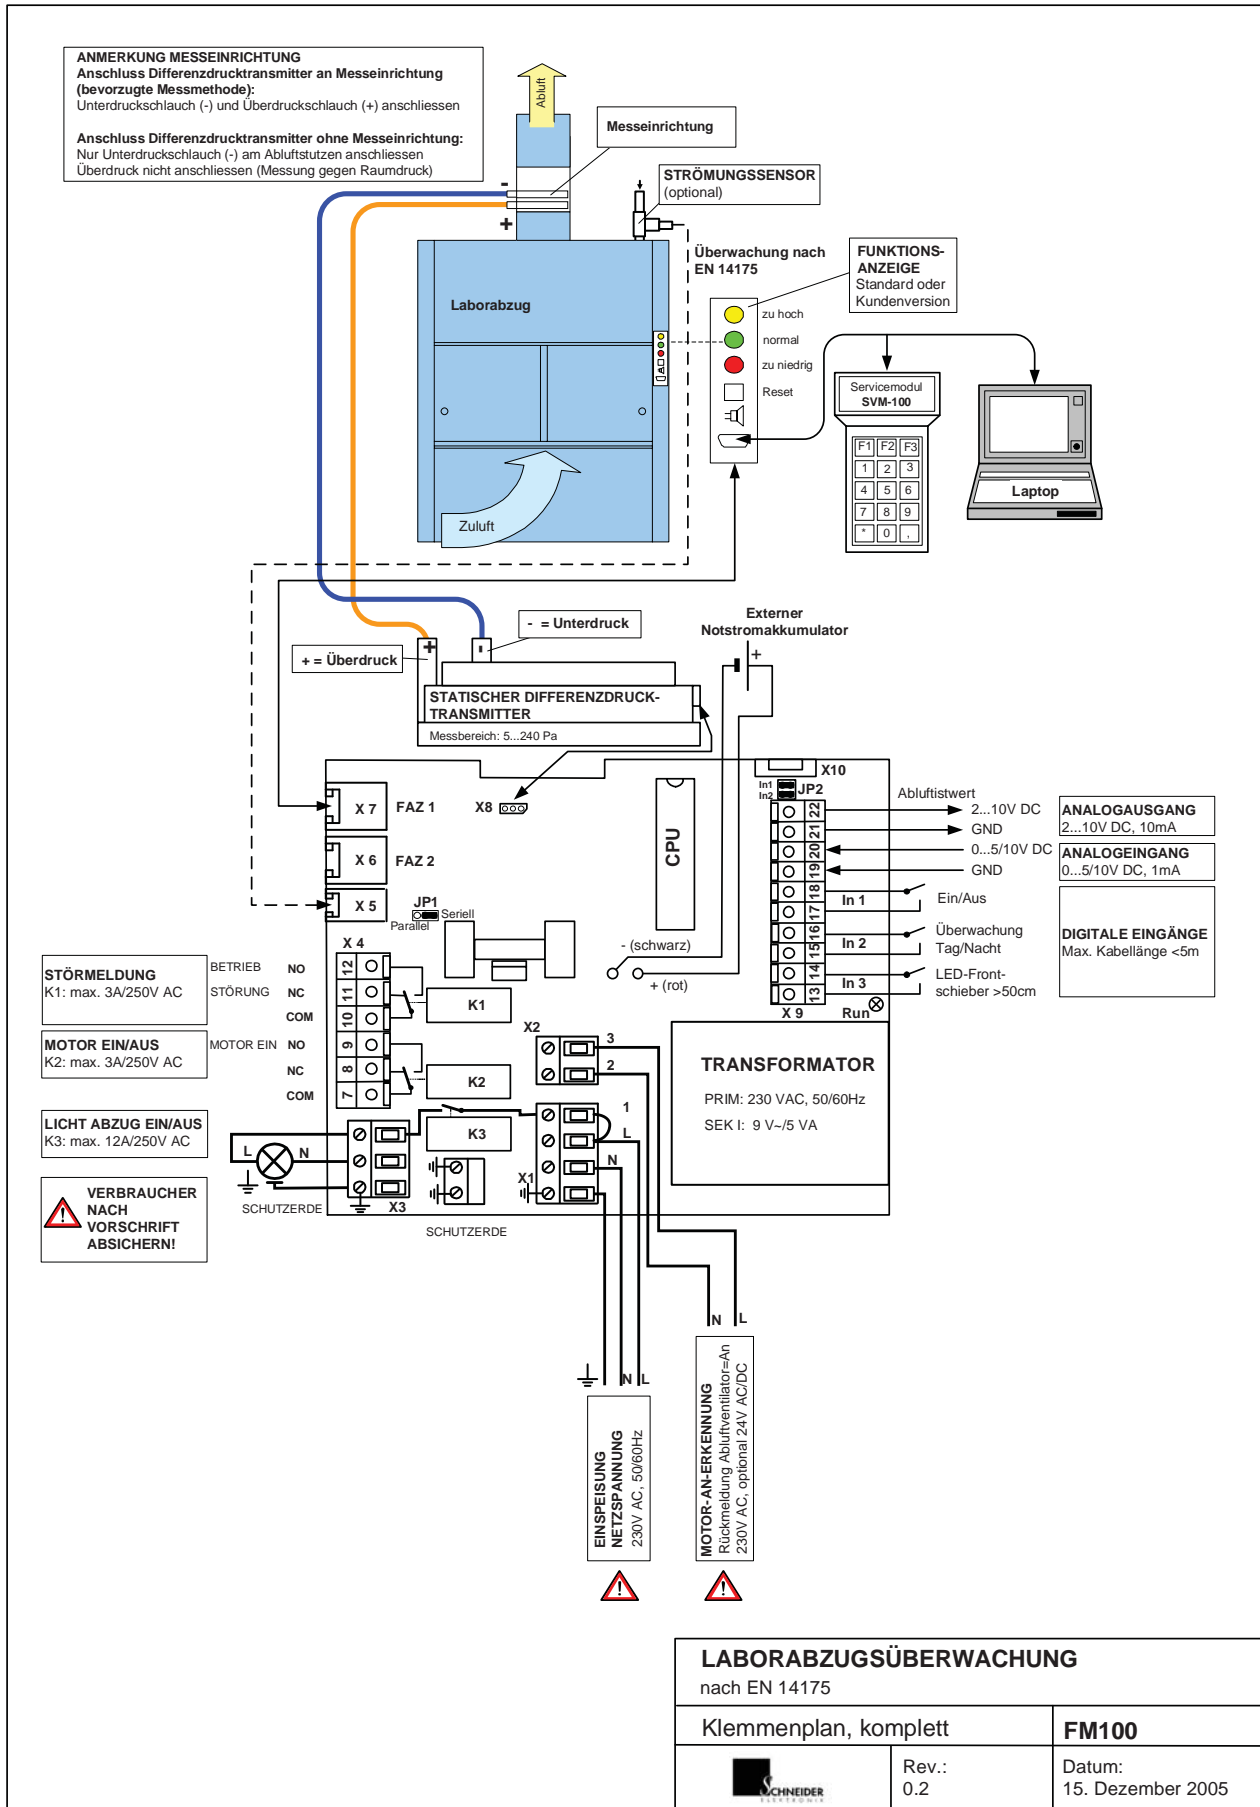 ANMERKUNG MESSEINRICHTUNG
Anschluss Differenzdrucktransmitter an Messeinrichtung
(bevorzugte Messmethode):
Unterdruckschlauch (-) und Überdruckschlauch (+) anschliessen
Anschluss Differenzdrucktransmitter ohne Messeinrichtung:
Nur Unterdruckschlauch (-) am Abluftstutzen anschliessen
Überdruck nicht anschliessen (Messung gegen Raumdruck)
Abluft
Messeinrichtung
-
+
STRÖMUNGSSENSOR
(optional)
Überwachung nach
EN 14175
FUNKTIONS-
ANZEIGE
Standard oder
Kundenversion
Laborabzug
zu hoch
normal
zu niedrig
Reset
Servicemodul
SVM-100
F1 F2 F3
1 2 3
4 5 6
7 8 9
* 0 ,
Laptop
Zuluft
- = Unterdruck
+ = Überdruck
+
-
Externer
Notstromakkumulator
+
STATISCHER DIFFERENZDRUCK-
TRANSMITTER
Messbereich: 5...240 Pa
X 7 FAZ 1
X8
X 6 FAZ 2
X 5
JP1
Seriell
Parallel
CPU
X10
In1
In2
JP2
Abluftistwert
22 2...10V DC
21 GND
20 0...5/10V DC
19 GND
18
17
In 1
Ein/Aus
16
15
In 2
Überwachung
Tag/Nacht
14
13
In 3
LED-Front-
schieber >50cm
X 9
Run
ANALOGAUSGANG
2...10V DC, 10mA
ANALOGEINGANG
0...5/10V DC, 1mA
DIGITALE EINGÄNGE
Max. Kabellänge <5m
- (schwarz)
+ (rot)
X 4
STÖRMELDUNG
K1: max. 3A/250V AC
BETRIEB NO 12
STÖRUNG NC 11
COM 10
K1
MOTOR EIN/AUS
K2: max. 3A/250V AC
MOTOR EIN NO 9
NC 8
COM 7
K2
LICHT ABZUG EIN/AUS
K3: max. 12A/250V AC
K3
L
N
X3
SCHUTZERDE
SCHUTZERDE
VERBRAUCHER
NACH
VORSCHRIFT
ABSICHERN!
X2
3
2
X1
1
L
N
TRANSFORMATOR
PRIM: 230 VAC, 50/60Hz
SEK I: 9 V~/5 VA
N L
N L
EINSPEISUNG
NETZSPANNUNG
230V AC, 50/60Hz
MOTOR-AN-ERKENNUNG
Rückmeldung Abluftventilator=An
230V AC, optional 24V AC/DC
LABORABZUGSÜBERWACHUNG
nach EN 14175
Klemmenplan, komplett
FM100
SCHNEIDER
ELEKTRONIK
Rev.:
0.2
Datum:
15. Dezember 2005